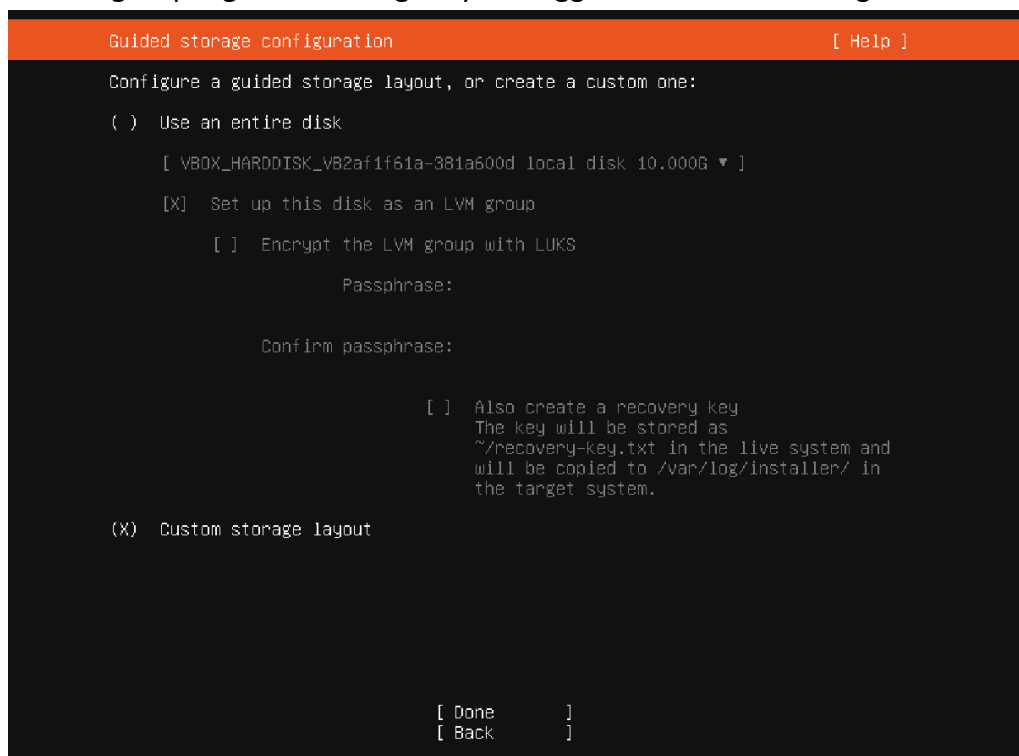 Guided storage configuration [ Help ]
Configure a guided storage layout, or create a custom one:
( ) Use an entire disk
[ VBOX_HARDDISK_VB2af1f61a-381a600d local disk 10.000G ▾ ]
[X] Set up this disk as an LVM group
[ ] Encrypt the LVM group with LUKS
Passphrase:
Confirm passphrase:
[ ] Also create a recovery key
The key will be stored as
~/recovery-key.txt in the live system and
will be copied to /var/log/installer/ in
the target system.
(X) Custom storage layout
[ Done ]
[ Back ]